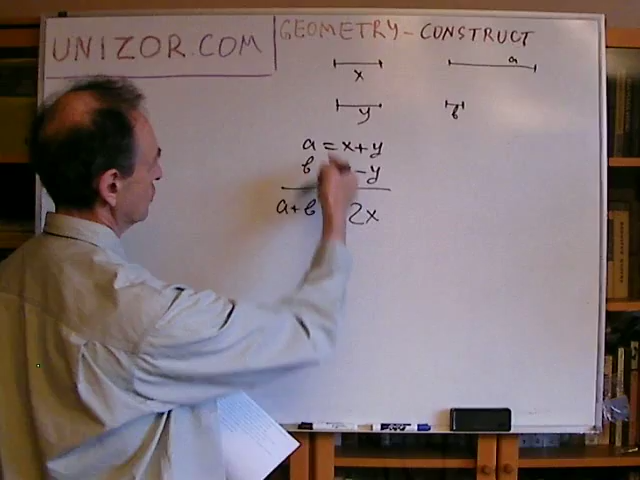 UNIZOR.COM
GEOMETRY - CONSTRUCT
x
a
y
b
a = x + y
b - y
a + b 2x